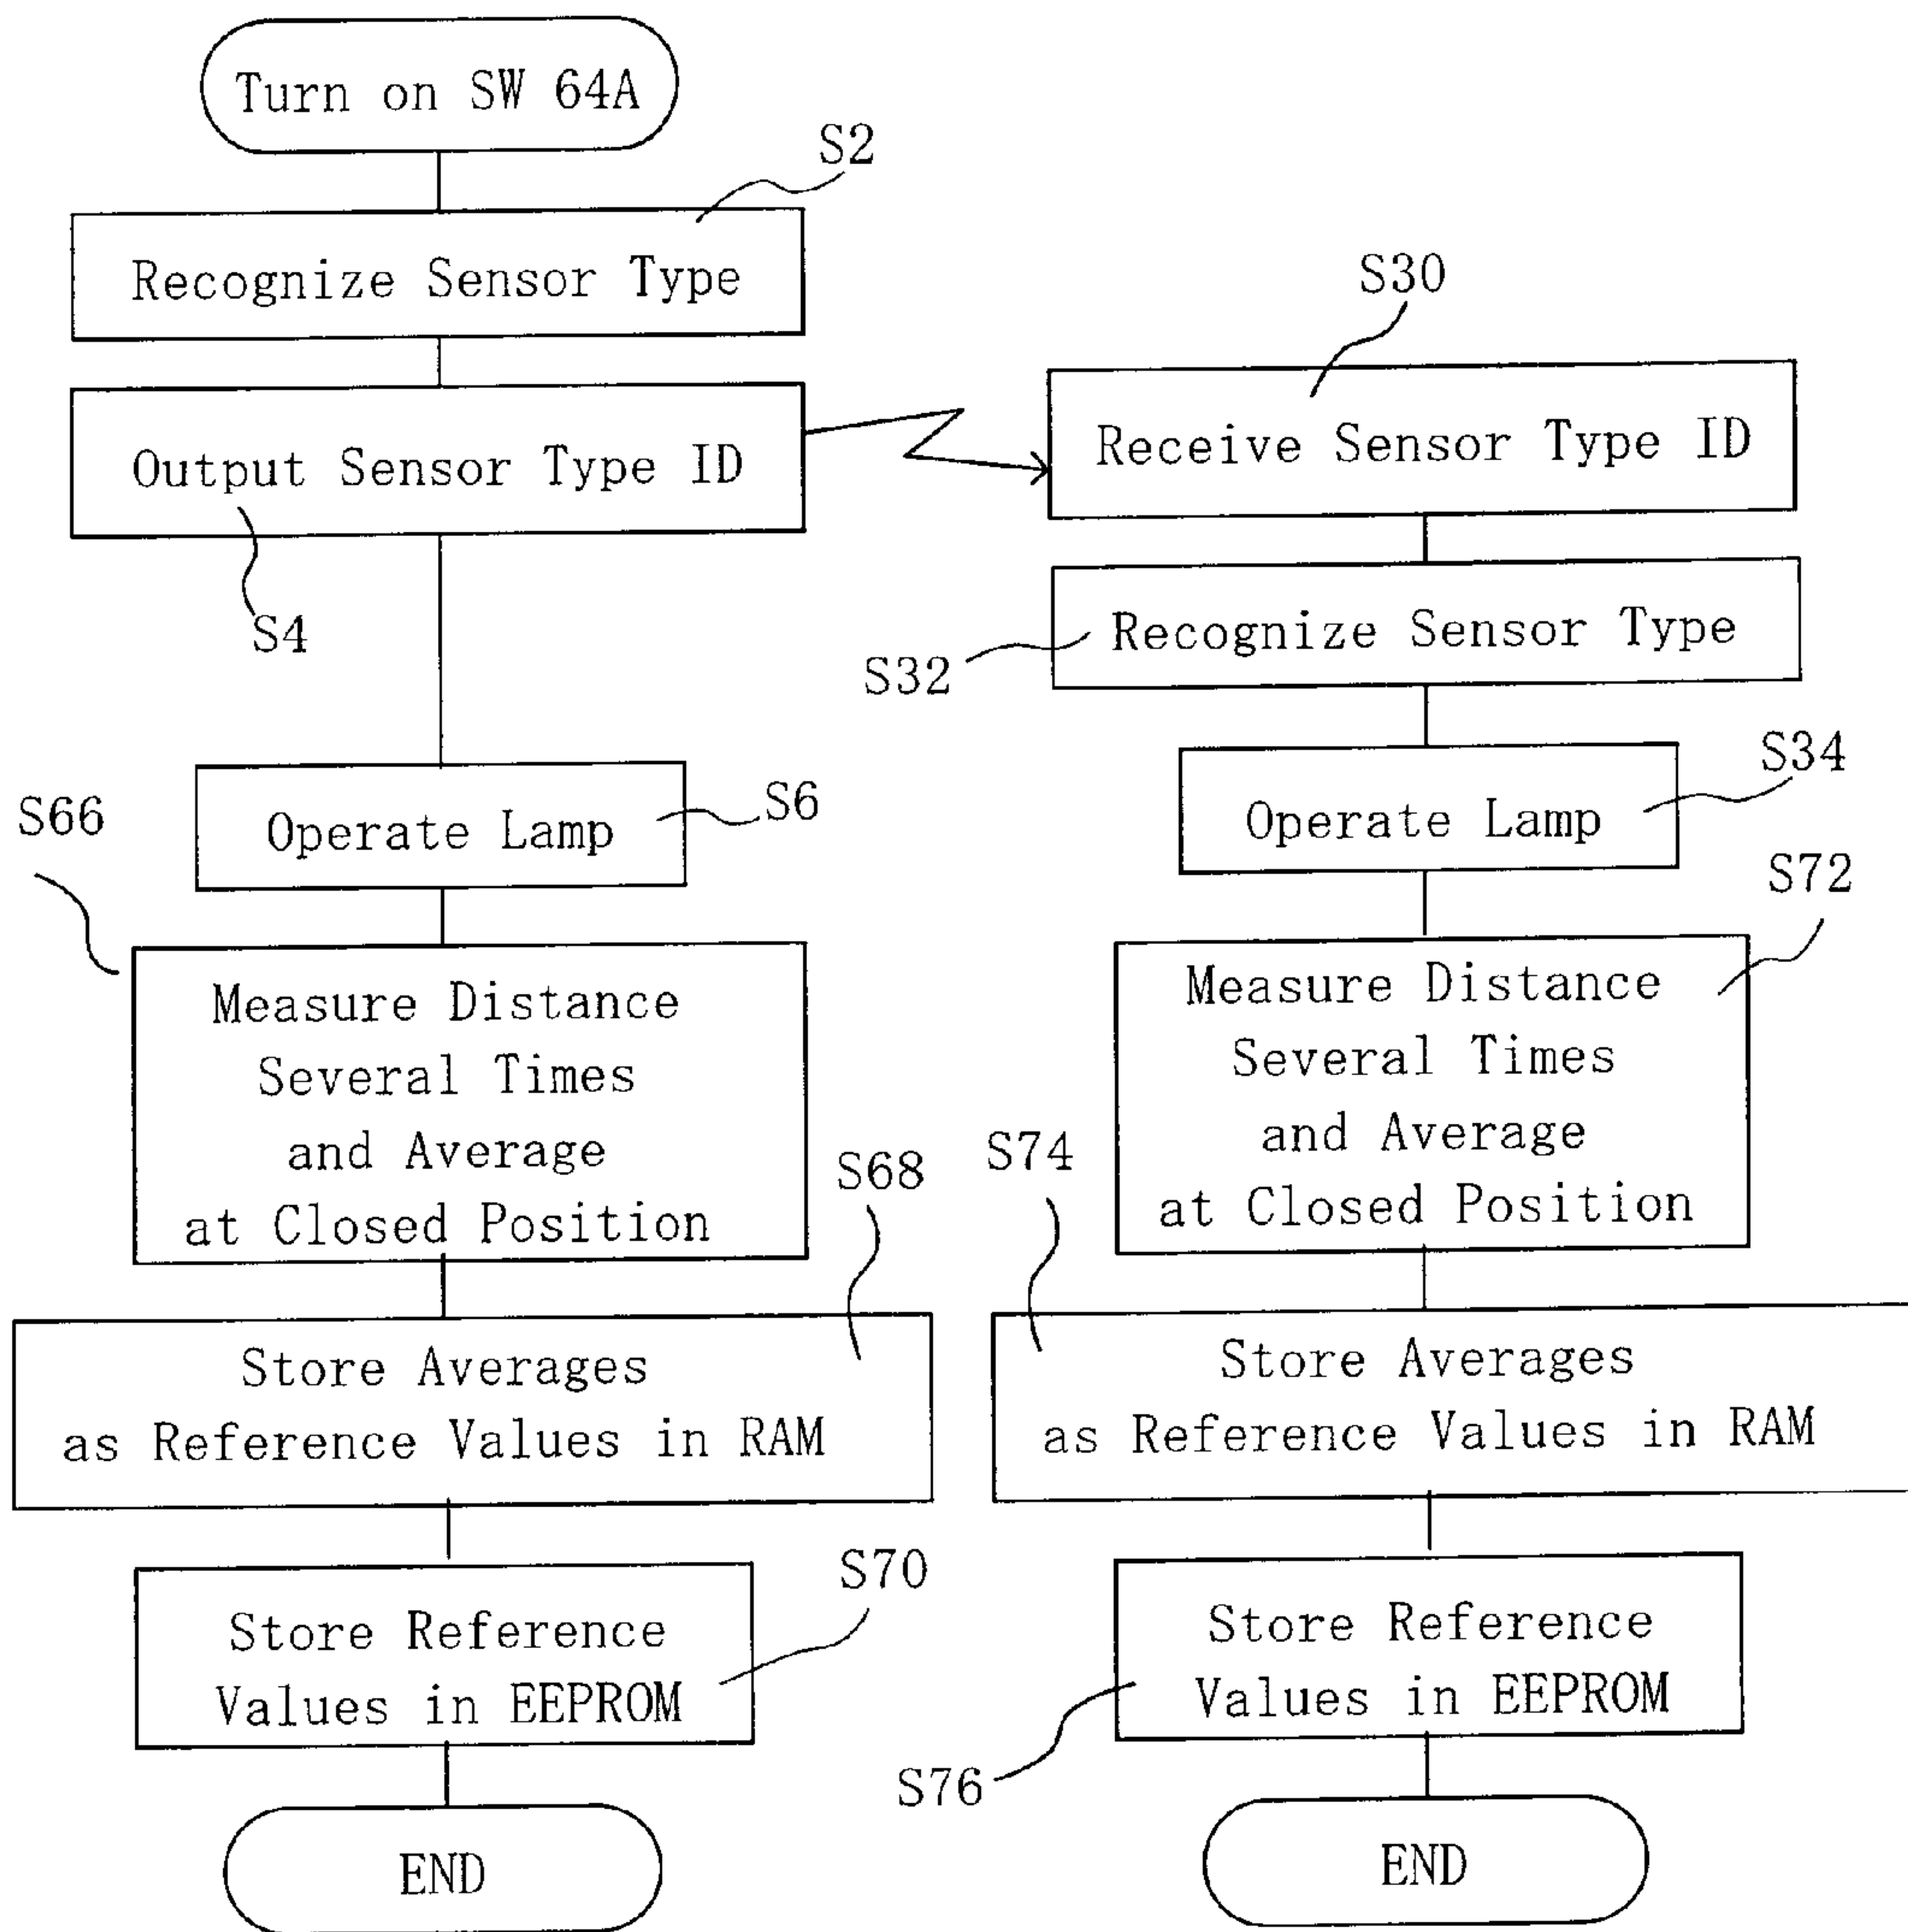 Turn on SW 64A
S2
Recognize Sensor Type
Output Sensor Type ID
S4
Operate Lamp
S6
S66
Measure Distance
Several Times
and Average
at Closed Position
S68
Store Averages
as Reference Values in RAM
S70
Store Reference
Values in EEPROM
END
S30
Receive Sensor Type ID
S32
Recognize Sensor Type
S34
Operate Lamp
S72
Measure Distance
Several Times
and Average
at Closed Position
S74
Store Averages
as Reference Values in RAM
Store Reference
Values in EEPROM
S76
END